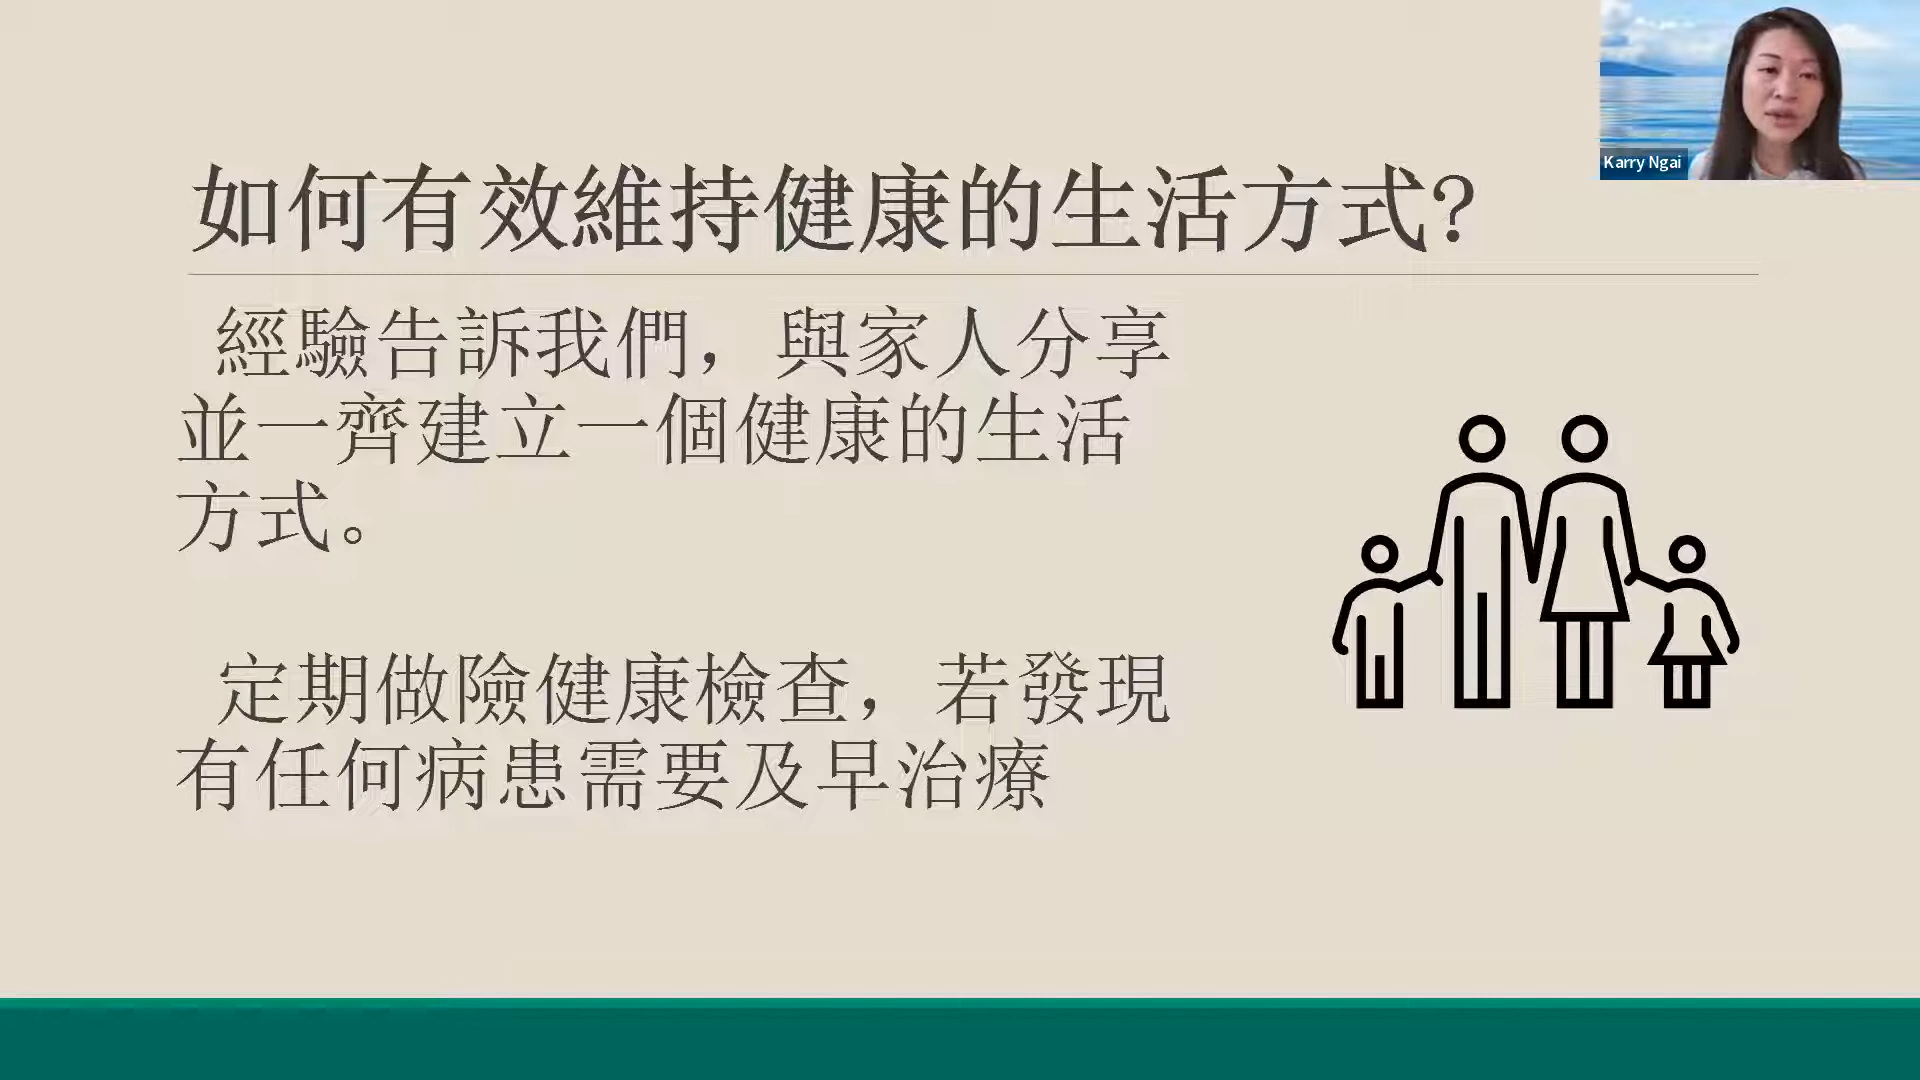 如何有效維持健康的生活方式?
經驗告訴我們，與家人分享
並一齊建立一個健康的生活
方式。
定期做險健康檢查，若發現
有任何病患需要及早治療
Karry Ngai